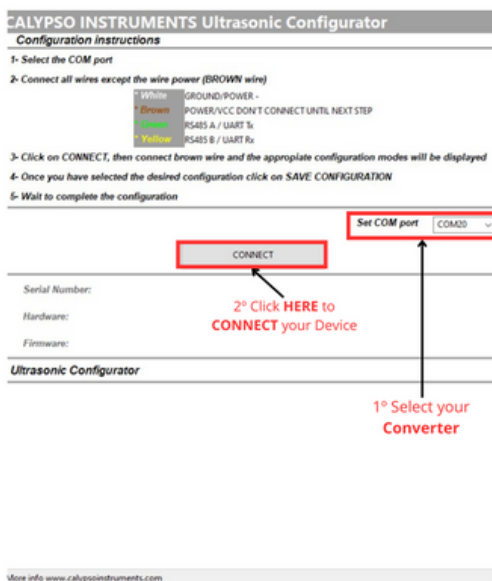 CALYPSO INSTRUMENTS Ultrasonic Configurator
Configuration instructions
1- Select the COM port
2- Connect all wires except the wire power (BROWN wire)
* White GROUND/POWER -
* Brown POWER/VCC DON'T CONNECT UNTIL NEXT STEP
* Green RS485 A / UART Tx
* Yellow RS485 B / UART Rx
3- Click on CONNECT, then connect brown wire and the appropiate configuration modes will be displayed
4- Once you have selected the desired configuration click on SAVE CONFIGURATION
5- Wait to complete the configuration
Set COM port COM20
CONNECT
Serial Number:
2º Click HERE to
CONNECT your Device
Hardware:
Firmware:
Ultrasonic Configurator
1º Select your
Converter
More info www.calypsoinstruments.com